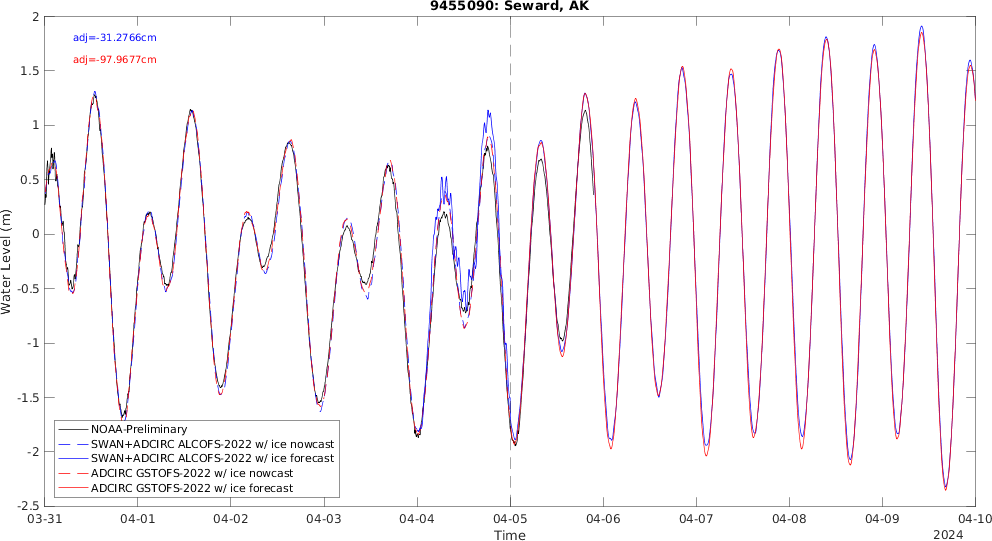 9455090: Seward, AK
adj=-31.2766cm
adj=-97.9677cm
Water Level (m)
2
1.5
1
0.5
0
-0.5
-1
-1.5
-2
-2.5
NOAA-Preliminary
SWAN+ADCIRC ALCOFS-2022 w/ ice nowcast
SWAN+ADCIRC ALCOFS-2022 w/ ice forecast
ADCIRC GSTOFS-2022 w/ ice nowcast
ADCIRC GSTOFS-2022 w/ ice forecast
03-31 04-01 04-02 04-03 04-04 04-05 04-06 04-07 04-08 04-09 04-10
Time
2024